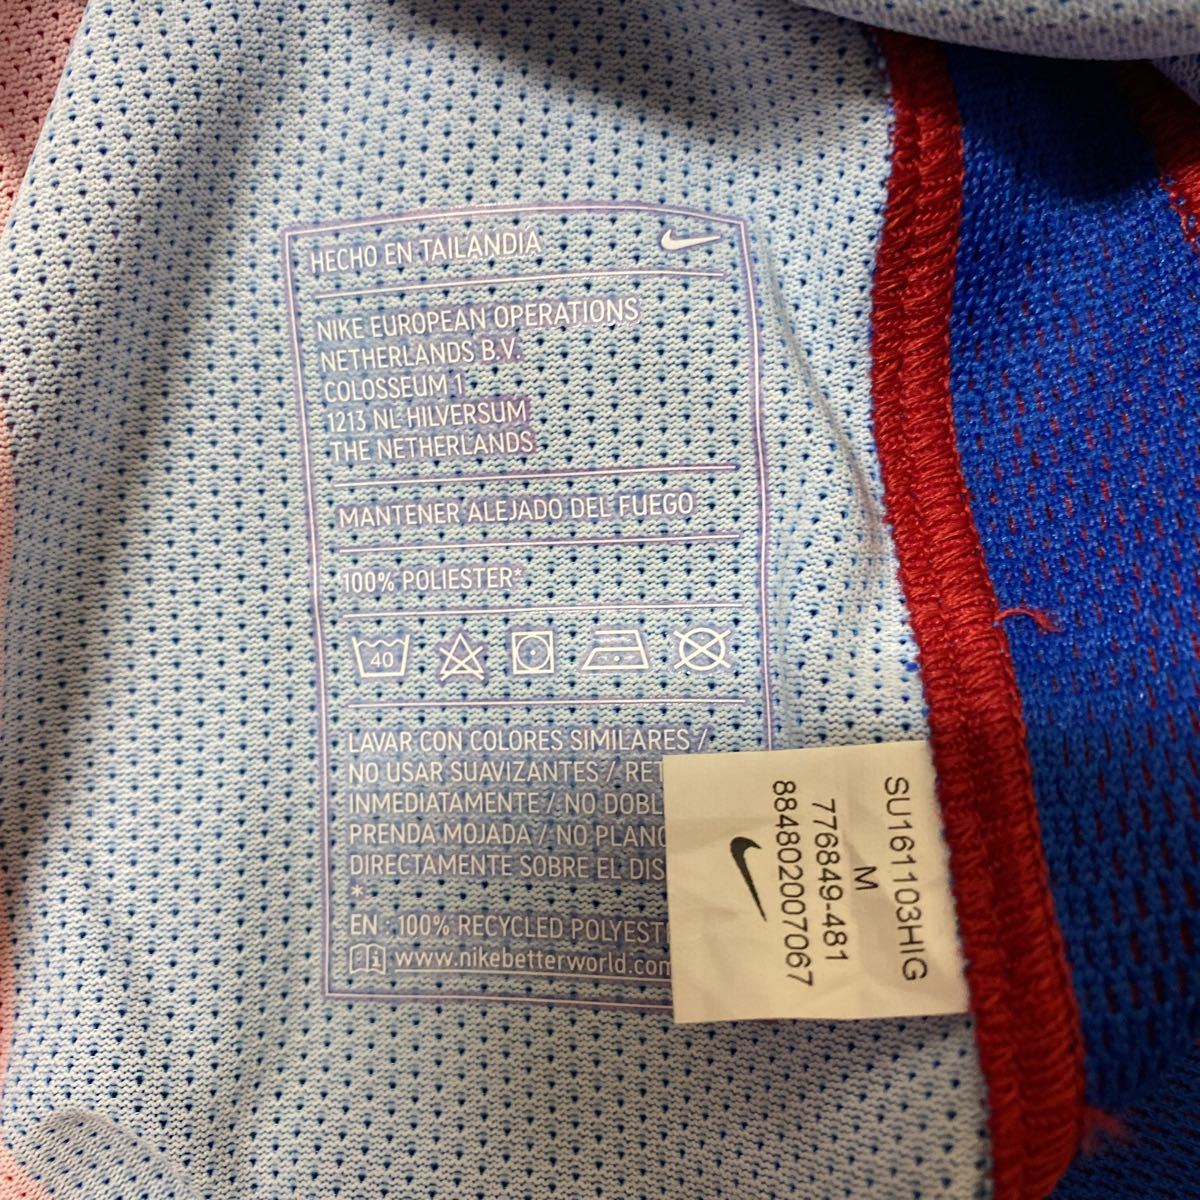 HECHO EN TAILANDIA
NIKE EUROPEAN OPERATIONS
NETHERLANDS B.V.
COLOSSEUM 1
1213 NL HILVERSUM
THE NETHERLANDS
MANTENER ALEJADO DEL FUEGO
100% POLIESTER*
40
LAVAR CON COLORES SIMILARES /
NO USAR SUAVIZANTES / RET
INMEDIATAMENTE / NO DOBL
PRENDA MOJADA / NO PLANC
DIRECTAMENTE SOBRE EL DIS
*
EN : 100% RECYCLED POLYEST
www.nikebetterworld.com
SU161103HIG
M
776849-481
884802007067